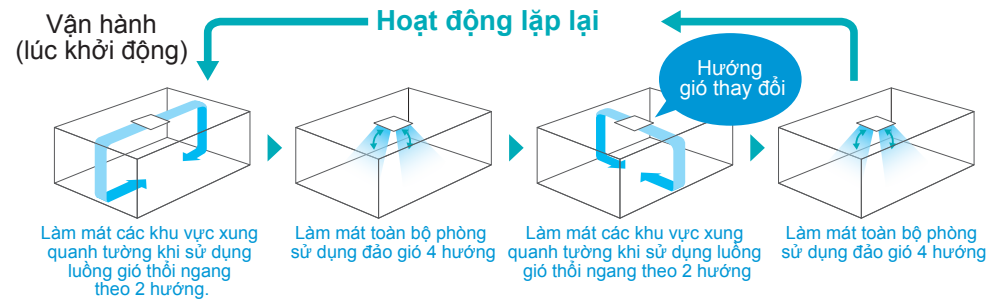 Vận hành
(lúc khởi động)
Hoạt động lặp lại
Hướng
gió thay đổi
Làm mát các khu vực xung
quanh tường khi sử dụng
luồng gió thổi ngang
theo 2 hướng.
Làm mát toàn bộ phòng
sử dụng đảo gió 4 hướng
Làm mát các khu vực xung
quanh tường khi sử dụng luồng
gió thổi ngang theo 2 hướng
Làm mát toàn bộ phòng
sử dụng đảo gió 4 hướng